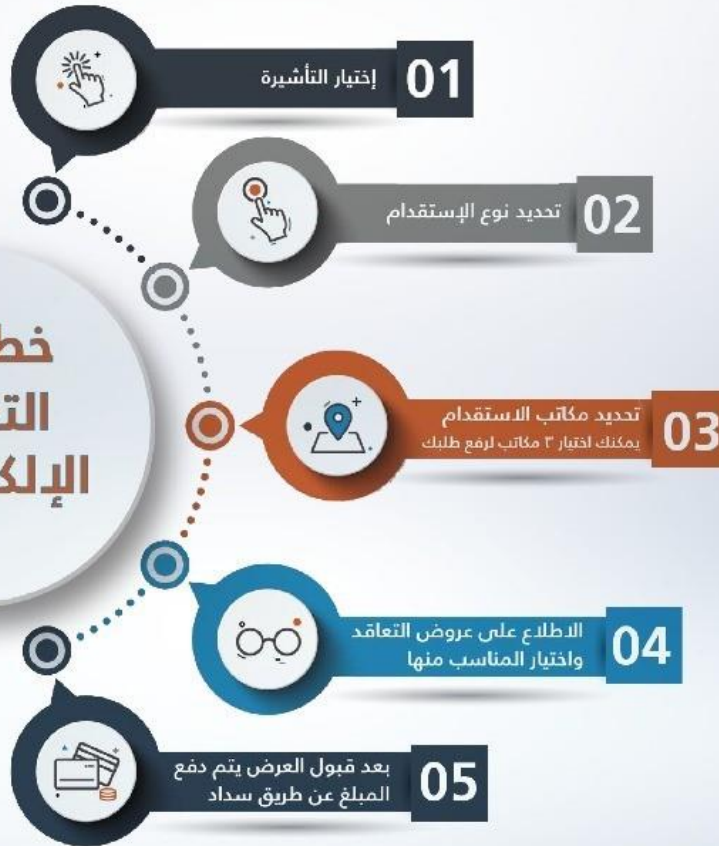 01
إختيار التأشيرة
02
تحديد نوع الإستقدام
03
تحديد مكاتب الاستقدام
يمكنك اختيار ٣ مكاتب لرفع طلبك
04
الاطلاع على عروض التعاقد
واختيار المناسب منها
05
بعد قبول العرض يتم دفع
المبلغ عن طريق سداد